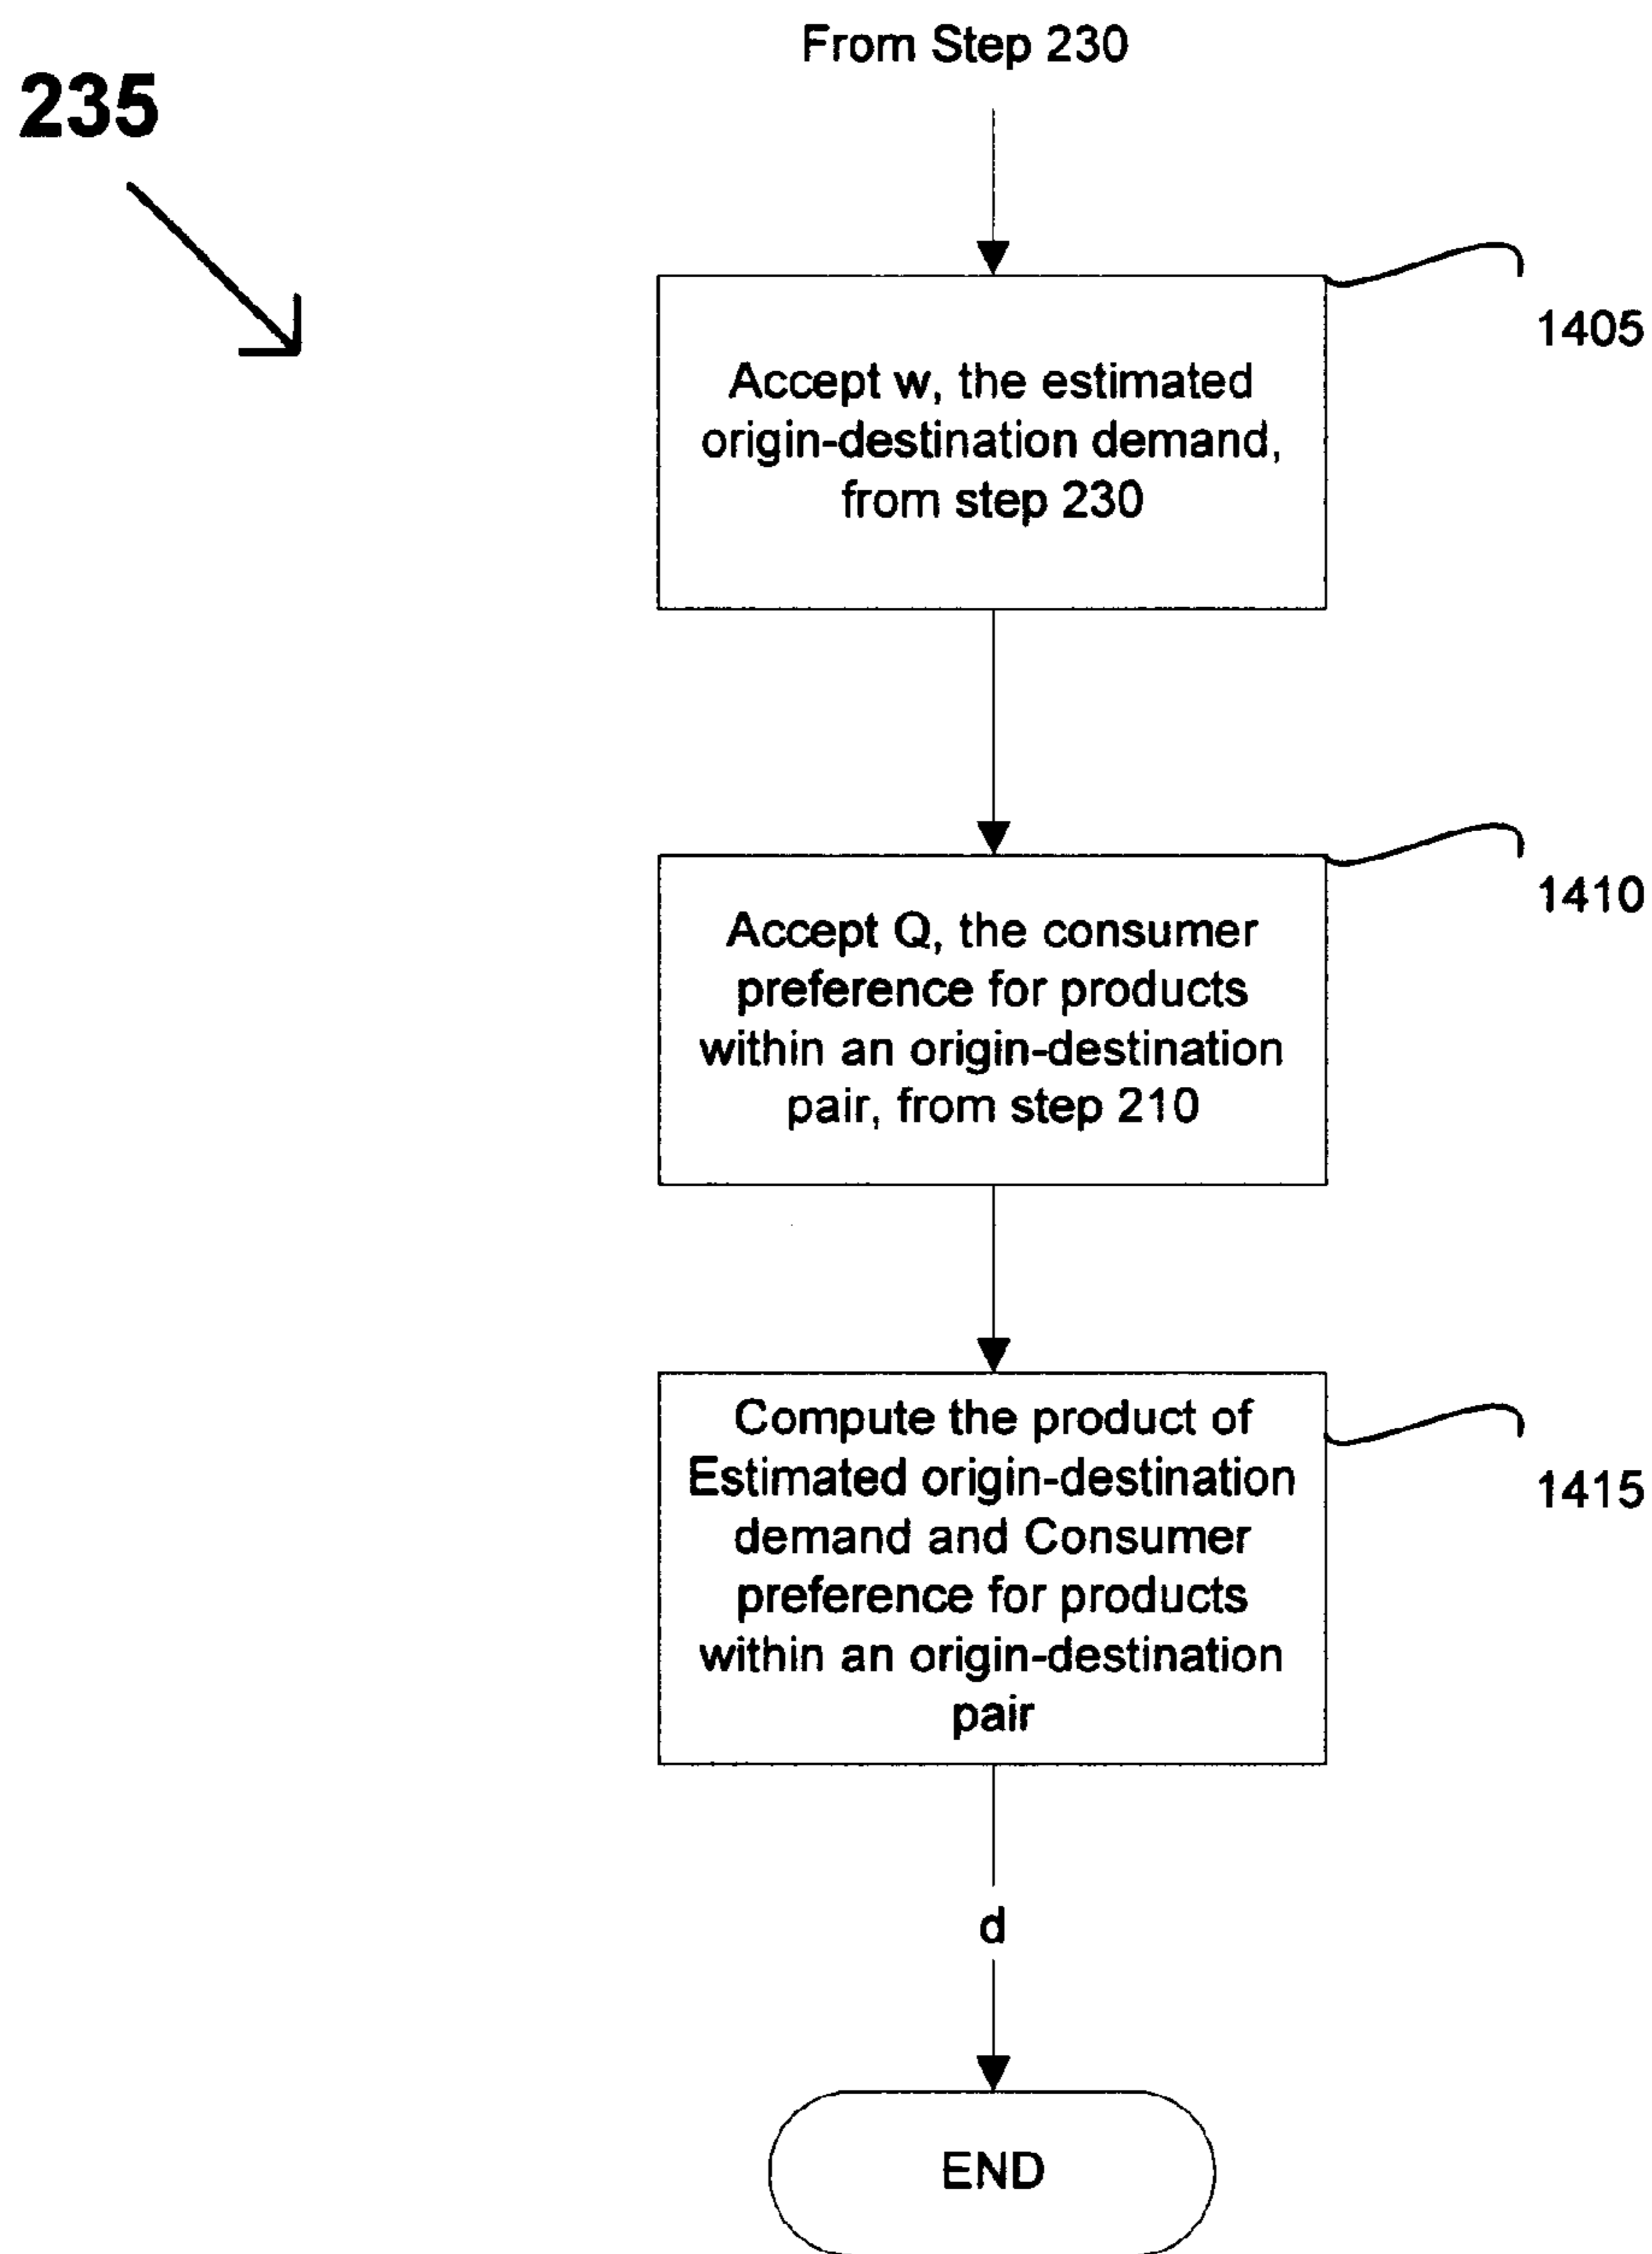 From Step 230
235
1405
Accept w, the estimated
origin-destination demand,
from step 230
1410
Accept Q, the consumer
preference for products
within an origin-destination
pair, from step 210
1415
Compute the product of
Estimated origin-destination
demand and Consumer
preference for products
within an origin-destination
pair
d
END